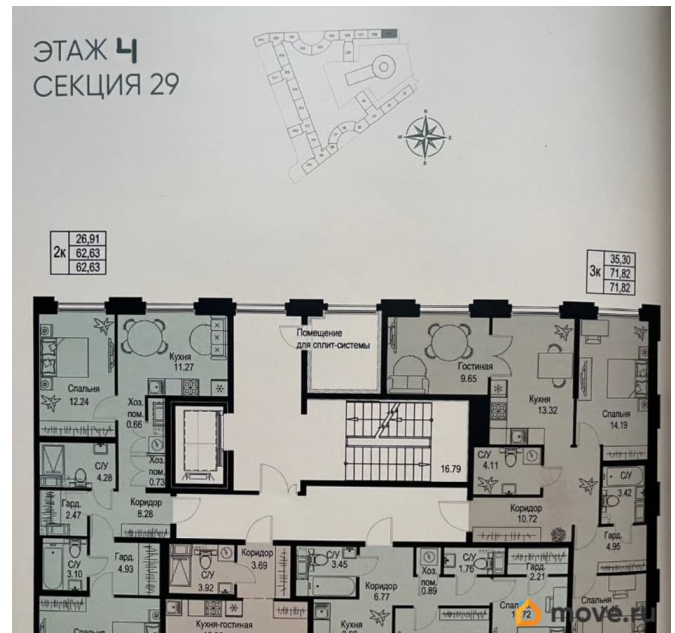 ЭТАЖ 4
СЕКЦИЯ 29
2к
26,91
62,63
62,63
3к
35,30
71,82
71,82
Помещение
для сплит-системы
Кухня
11.27
Спальня
12.24
Хоз.
пом.
0.66
Хоз.
пом.
0.73
С/У
4.28
Гард.
2.47
Коридор
8.28
С/У
3.10
Гард.
4.93
Гостиная
9.65
Кухня
13.32
Спальня
14.19
16.79
С/У
4.11
С/У
3.42
Коридор
10.72
Гард.
4.95
Коридор
3.69
С/У
3.92
С/У
3.45
Коридор
6.77
Хоз.
пом.
0.89
С/У
1.76
Гард.
2.21
Кухня-гостиная
Кухня
move.ru